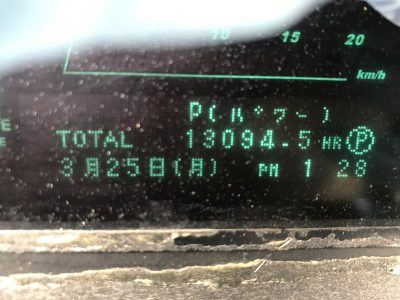 10 15 20
km/h
P(ﾊﾟﾜｰ)
TOTAL 13094.5 HR Ⓟ
3月25日(月) PM 1 28